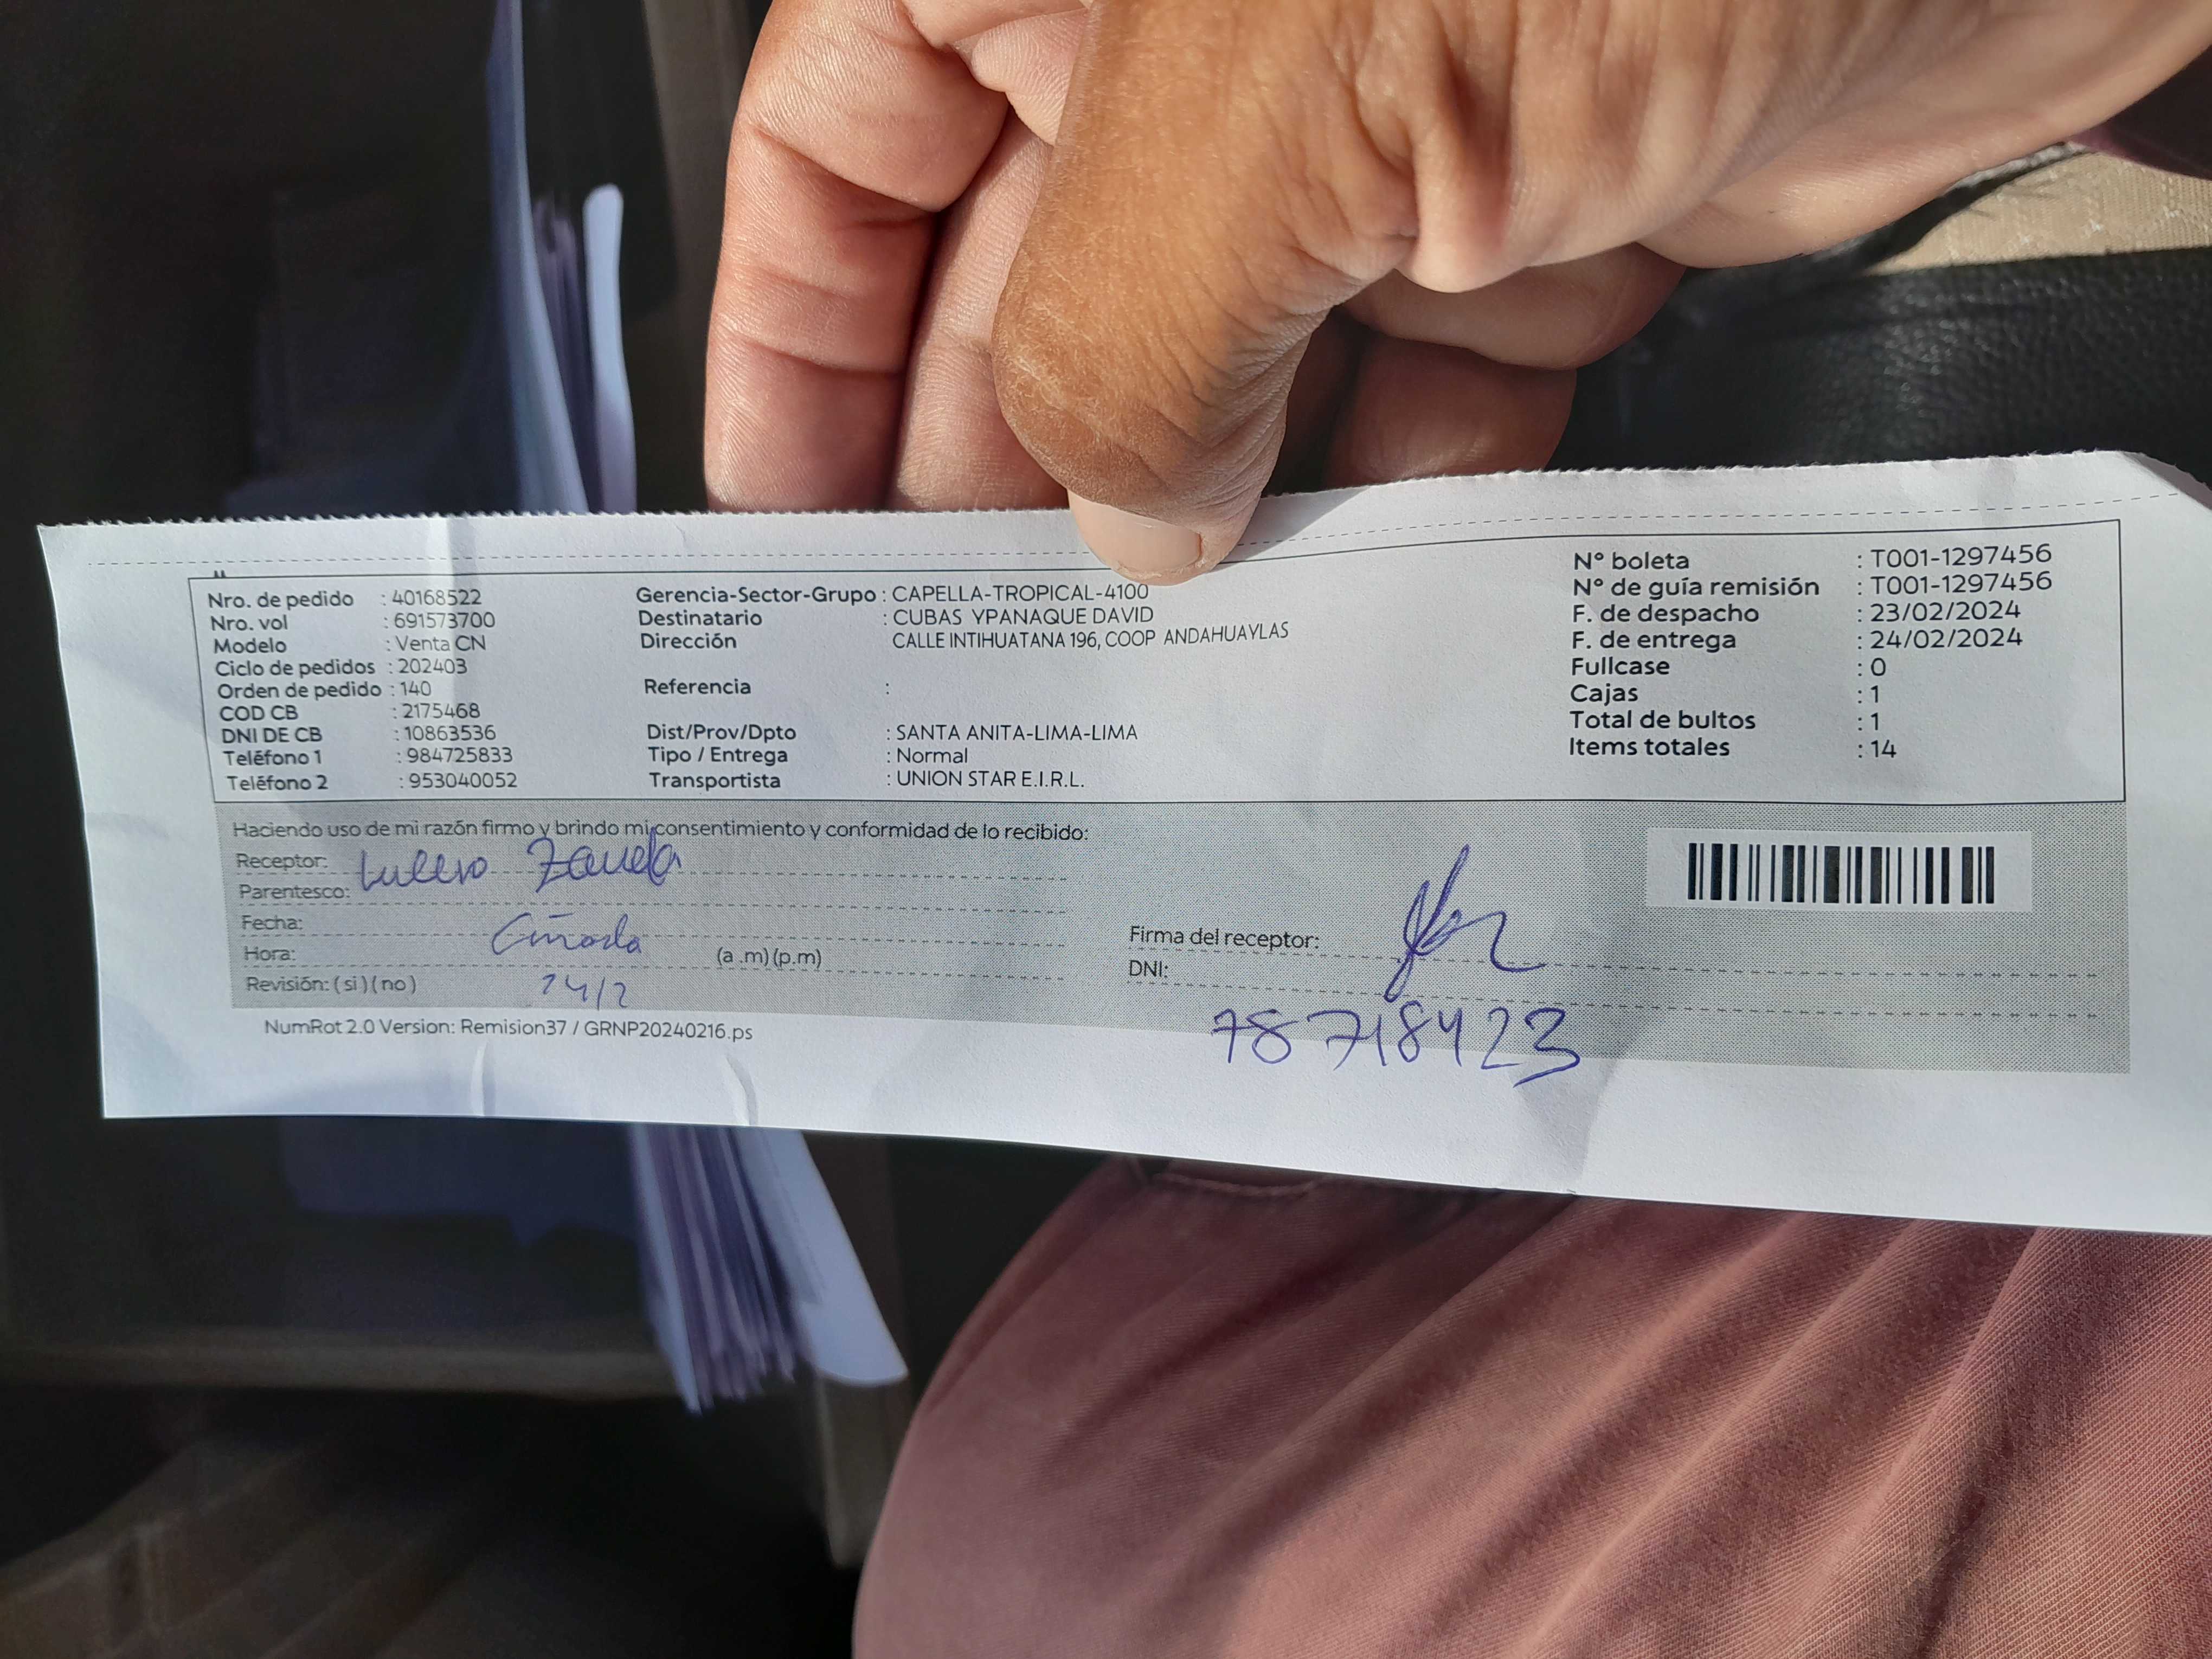 Nro. de pedido : 40168522
Nro. vol : 691573700
Modelo : Venta CN
Ciclo de pedidos : 202403
Orden de pedido : 140
COD CB : 2175468
DNI DE CB : 10863536
Teléfono 1 : 984725833
Teléfono 2 : 953040052
Gerencia-Sector-Grupo : CAPELLA-TROPICAL-4100
Destinatario : CUBAS YPANAQUE DAVID
Dirección CALLE INTIHUATANA 196, COOP ANDAHUAYLAS
Referencia :
Dist/Prov/Dpto : SANTA ANITA-LIMA-LIMA
Tipo / Entrega : Normal
Transportista : UNION STAR E.I.R.L.
N° boleta : T001-1297456
N° de guía remisión : T001-1297456
F. de despacho : 23/02/2024
F. de entrega : 24/02/2024
Fullcase : 0
Cajas : 1
Total de bultos : 1
Items totales : 14
Haciendo uso de mi razón firmo y brindo mi consentimiento y conformidad de lo recibido:
Receptor:
Parentesco:
Fecha: Cuñada
Hora: (a .m) (p.m)
Revisión: ( si ) ( no ) 24/2
Firma del receptor:
DNI:
78718423
NumRot 2.0 Version: Remision37 / GRNP20240216.ps